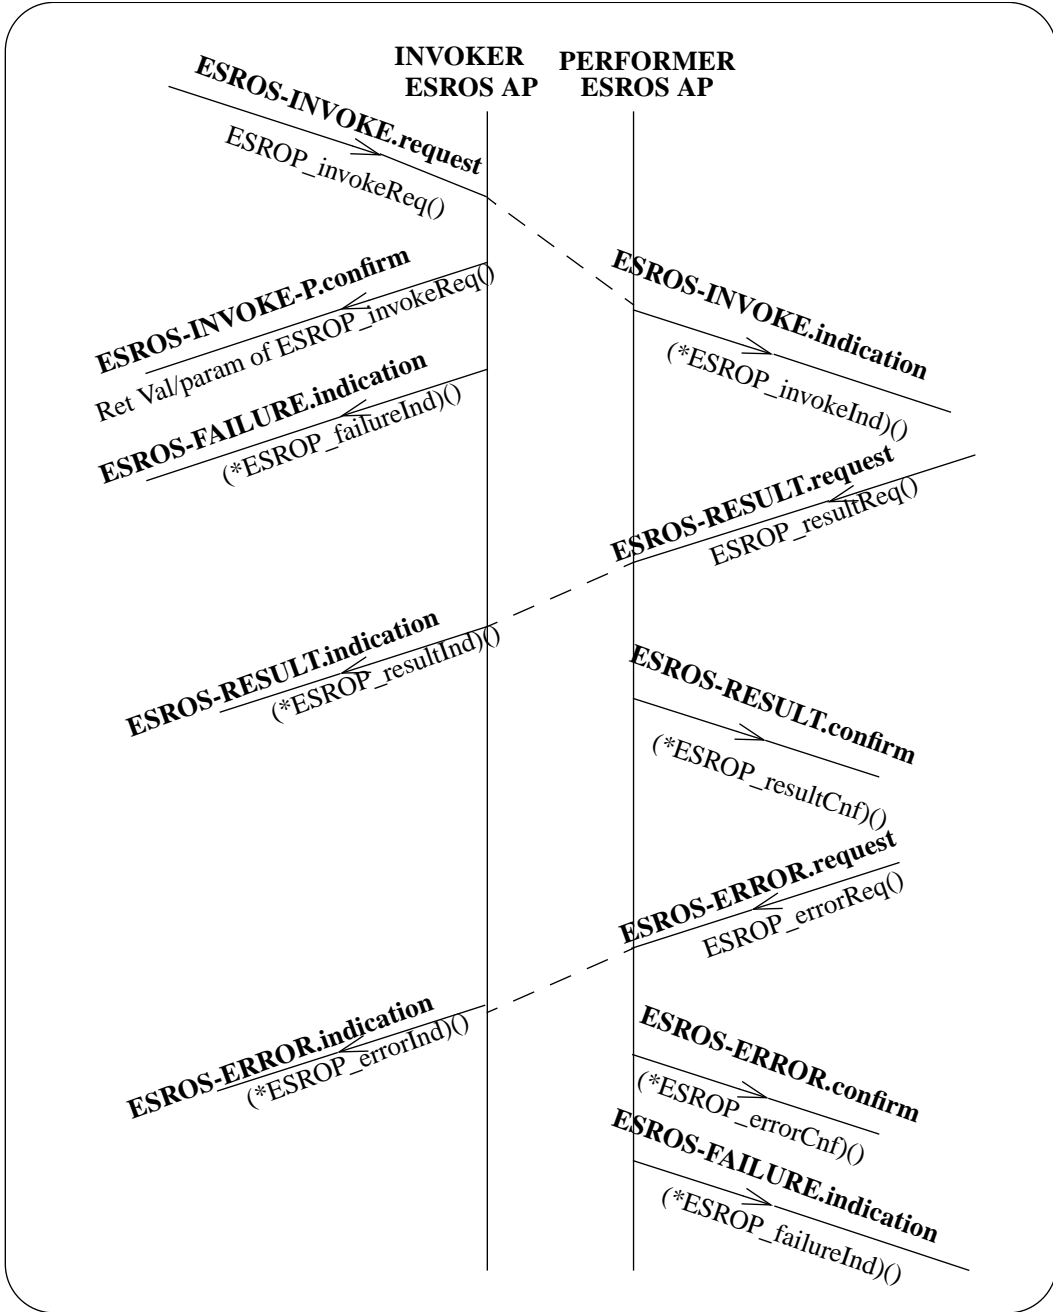 INVOKER
ESROS AP
PERFORMER
ESROS AP
ESROS-INVOKE.request
ESROP_invokeReq()
ESROS-INVOKE-P.confirm
Ret Val/param of ESROP_invokeReq()
ESROS-INVOKE.indication
(*ESROP_invokeInd)()
ESROS-FAILURE.indication
(*ESROP_failureInd)()
ESROS-RESULT.request
ESROP_resultReq()
ESROS-RESULT.indication
(*ESROP_resultInd)()
ESROS-RESULT.confirm
(*ESROP_resultCnf)()
ESROS-ERROR.request
ESROP_errorReq()
ESROS-ERROR.indication
(*ESROP_errorInd)()
ESROS-ERROR.confirm
(*ESROP_errorCnf)()
ESROS-FAILURE.indication
(*ESROP_failureInd)()